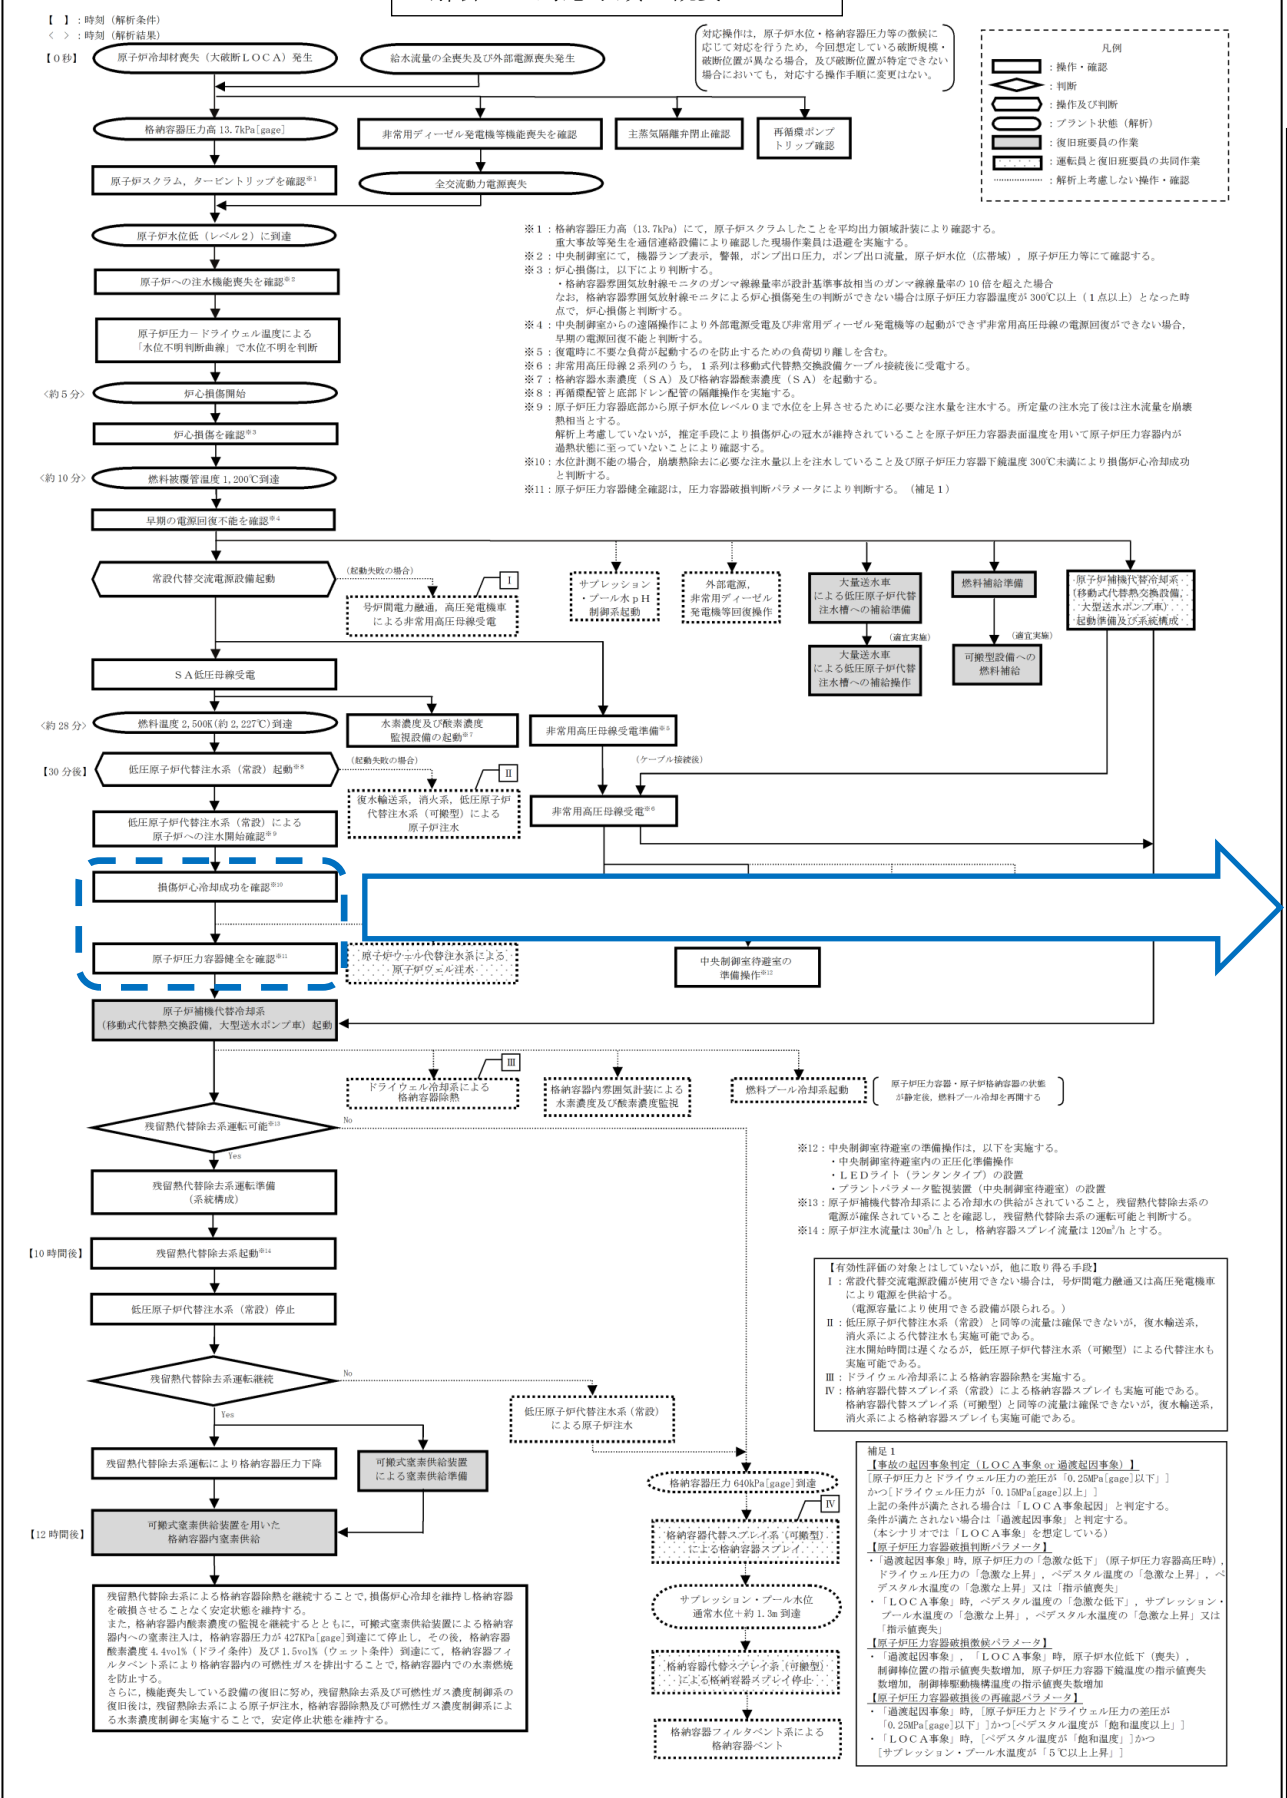 【　】：時刻（解析条件）
＜　＞：時刻（解析結果）
【0秒】
原子炉冷却材喪失（大破断LOCA）発生
給水流量の全喪失及び外部電源喪失発生
対応操作は，原子炉水位・格納容器圧力等の徴候に
応じて対応を行うため，今回想定している破断規模・
破断位置が異なる場合，及び破断位置が特定できない
場合においても，対応する操作手順に変更はない。
凡例
：操作・確認
：判断
：操作及び判断
：プラント状態（解析）
：復旧班要員の作業
：運転員と復旧班要員の共同作業
：解析上考慮しない操作・確認
格納容器圧力高 13.7kPa[gage]
非常用ディーゼル発電機等機能喪失を確認
主蒸気隔離弁閉止確認
再循環ポンプ
トリップ確認
原子炉スクラム，タービントリップを確認※1
全交流動力電源喪失
原子炉水位低（レベル2）に到達
原子炉への注水機能喪失を確認※2
原子炉圧力－ドライウェル温度による
「水位不明判断曲線」で水位不明を判断
〈約5分〉
炉心損傷開始
炉心損傷を確認※3
〈約10分〉
燃料被覆管温度 1,200℃到達
早期の電源回復不能を確認※4
※1：格納容器圧力高（13.7kPa）にて，原子炉スクラムしたことを平均出力領域計装により確認する。
重大事故等発生を通信連絡設備により確認した現場作業員は退避を実施する。
※2：中央制御室にて，機器ランプ表示，警報，ポンプ出口圧力，ポンプ出口流量，原子炉水位（広帯域），原子炉圧力等にて確認する。
※3：炉心損傷は，以下により判断する。
・格納容器雰囲気放射線モニタのガンマ線線量率が設計基準事故相当のガンマ線線量率の10倍を超えた場合
なお，格納容器雰囲気放射線モニタによる炉心損傷発生の判断ができない場合は原子炉圧力容器温度が300℃以上（1点以上）となった時
点で，炉心損傷と判断する。
※4：中央制御室からの遠隔操作により外部電源受電及び非常用ディーゼル発電機等の起動ができず非常用高圧母線の電源回復ができない場合，
早期の電源回復不能と判断する。
※5：復電時に不要な負荷が起動するのを防止するための負荷切り離しを含む。
※6：非常用高圧母線2系列のうち，1系列は移動式代替熱交換設備ケーブル接続後に受電する。
※7：格納容器水素濃度（SA）及び格納容器酸素濃度（SA）を起動する。
※8：再循環配管と底部ドレン配管の隔離操作を実施する。
※9：原子炉圧力容器底部から原子炉水位レベル0まで水位を上昇させるために必要な注水量を注水する。所定量の注水完了後は注水流量を崩壊
熱相当とする。
解析上考慮していないが，推定手段により損傷炉心の冠水が維持されていることを原子炉圧力容器表面温度を用いて原子炉圧力容器内が
過熱状態に至っていないことにより確認する。
※10：水位計測不能の場合，崩壊熱除去に必要な注水量以上を注水していること及び原子炉圧力容器下鏡温度300℃未満により損傷炉心冷却成功
と判断する。
※11：原子炉圧力容器健全確認は，圧力容器破損判断パラメータにより判断する。（補足1）
常設代替交流電源設備起動
（起動失敗の場合）
Ⅰ
号炉間電力融通，高圧発電機車
による非常用高圧母線受電
サプレッション
・プール水pH
制御系起動
外部電源，
非常用ディーゼル
発電機等回復操作
大量送水車
による低圧原子炉代替
注水槽への補給準備
燃料補給準備
原子炉補機代替冷却系
（移動式代替熱交換設備，
大型送水ポンプ車）
起動準備及び系統構成
（適宜実施）
（適宜実施）
大量送水車
による低圧原子炉代替
注水槽への補給操作
可搬型設備への
燃料補給
SA低圧母線受電
〈約28分〉
燃料温度 2,500K（約2,227℃）到達
水素濃度及び酸素濃度
監視設備の起動※7
非常用高圧母線受電準備※5
【30分後】
低圧原子炉代替注水系（常設）起動※8
（起動失敗の場合）
Ⅱ
（ケーブル接続後）
復水輸送系，消火系，低圧原子炉
代替注水系（可搬型）による
原子炉注水
非常用高圧母線受電※6
低圧原子炉代替注水系（常設）による
原子炉への注水開始確認※9
損傷炉心冷却成功を確認※10
原子炉圧力容器健全を確認※11
原子炉ウェル代替注水系による
原子炉ウェル注水
中央制御室待避室の
準備操作※12
原子炉補機代替冷却系
（移動式代替熱交換設備，大型送水ポンプ車）起動
Ⅲ
ドライウェル冷却系による
格納容器除熱
格納容器内雰囲気計装による
水素濃度及び酸素濃度監視
燃料プール冷却系起動
原子炉圧力容器・原子炉格納容器の状態
が静定後，燃料プール冷却を再開する
残留熱代替除去系運転可能※13
No
Yes
※12：中央制御室待避室の準備操作は，以下を実施する。
・中央制御室待避室内の正圧化準備操作
・LEDライト（ランタンタイプ）の設置
・プラントパラメータ監視装置（中央制御室待避室）の設置
※13：原子炉補機代替冷却系による冷却水の供給がされていること，残留熱代替除去系の
電源が確保されていることを確認し，残留熱代替除去系の運転可能と判断する。
※14：原子炉注水流量は30m³/hとし，格納容器スプレイ流量は120m³/hとする。
残留熱代替除去系運転準備
（系統構成）
【10時間後】
残留熱代替除去系起動※14
低圧原子炉代替注水系（常設）停止
【有効性評価の対象とはしていないが，他に取り得る手段】
Ⅰ：常設代替交流電源設備が使用できない場合は，号炉間電力融通又は高圧発電機車
により電源を供給する。
（電源容量により使用できる設備が限られる。）
Ⅱ：低圧原子炉代替注水系（常設）と同等の流量は確保できないが，復水輸送系，
消火系による代替注水も実施可能である。
注水開始時間は遅くなるが，低圧原子炉代替注水系（可搬型）による代替注水も
実施可能である。
Ⅲ：ドライウェル冷却系による格納容器除熱を実施する。
Ⅳ：格納容器代替スプレイ系（常設）による格納容器スプレイも実施可能である。
格納容器代替スプレイ系（可搬型）と同等の流量は確保できないが，復水輸送系，
消火系による格納容器スプレイも実施可能である。
残留熱代替除去系運転継続
No
Yes
低圧原子炉代替注水系（常設）
による原子炉注水
残留熱代替除去系運転により格納容器圧力下降
可搬式窒素供給装置
による窒素供給準備
格納容器圧力 640kPa[gage]到達
Ⅳ
【12時間後】
可搬式窒素供給装置を用いた
格納容器内窒素供給
格納容器代替スプレイ系（可搬型）
による格納容器スプレイ
サプレッション・プール水位
通常水位＋約1.3m到達
格納容器代替スプレイ系（可搬型）
による格納容器スプレイ停止
格納容器フィルタベント系による
格納容器ベント
残留熱代替除去系による格納容器除熱を継続することで，損傷炉心冷却を維持し格納容器
を破損させることなく安定状態を維持する。
また，格納容器内酸素濃度の監視を継続するとともに，可搬式窒素供給装置による格納容
器内への窒素注入は，格納容器圧力が427kPa[gage]到達にて停止し，その後，格納容器
酸素濃度4.4vol%（ドライ条件）及び1.5vol%（ウェット条件）到達にて，格納容器フィ
ルタベント系により格納容器内の可燃性ガスを排出することで，格納容器内での水素燃焼
を防止する。
さらに，機能喪失している設備の復旧に努め，残留熱除去系及び可燃性ガス濃度制御系の
復旧後は，残留熱除去系による原子炉注水，格納容器除熱及び可燃性ガス濃度制御系によ
る水素濃度制御を実施することで，安定停止状態を維持する。
補足1
【事故の起因事象判定（LOCA事象 or 過渡起因事象）】
[原子炉圧力とドライウェル圧力の差圧が「0.25MPa[gage]以下」]
かつ[ドライウェル圧力が「0.15MPa[gage]以上」]
上記の条件が満たされる場合は「LOCA事象起因」と判定する。
条件が満たされない場合は「過渡起因事象」と判定する。
（本シナリオでは「LOCA事象」を想定している）
【原子炉圧力容器破損判断パラメータ】
・「過渡起因事象」時，原子炉圧力の「急激な低下」（原子炉圧力容器高圧時），
ドライウェル圧力の「急激な上昇」，ペデスタル温度の「急激な上昇」，ペ
デスタル水温度の「急激な上昇」又は「指示値喪失」
・「LOCA事象」時，ペデスタル温度の「急激な低下」，サプレッション・
プール水温度の「急激な上昇」，ペデスタル水温度の「急激な上昇」又は
「指示値喪失」
【原子炉圧力容器破損徴候パラメータ】
・「過渡起因事象」，「LOCA事象」時，原子炉水位低下（喪失），
制御棒位置の指示値喪失数増加，原子炉圧力容器下鏡温度の指示値喪失
数増加，制御棒駆動機構温度の指示値喪失数増加
【原子炉圧力容器破損後の再確認パラメータ】
・「過渡起因事象」時，[原子炉圧力とドライウェル圧力の差圧が
「0.25MPa[gage]以下」]かつ[ペデスタル温度が「飽和温度以上」]
・「LOCA事象」時，[ペデスタル温度が「飽和温度」]かつ
[サプレッション・プール水温度が「5℃以上上昇」]